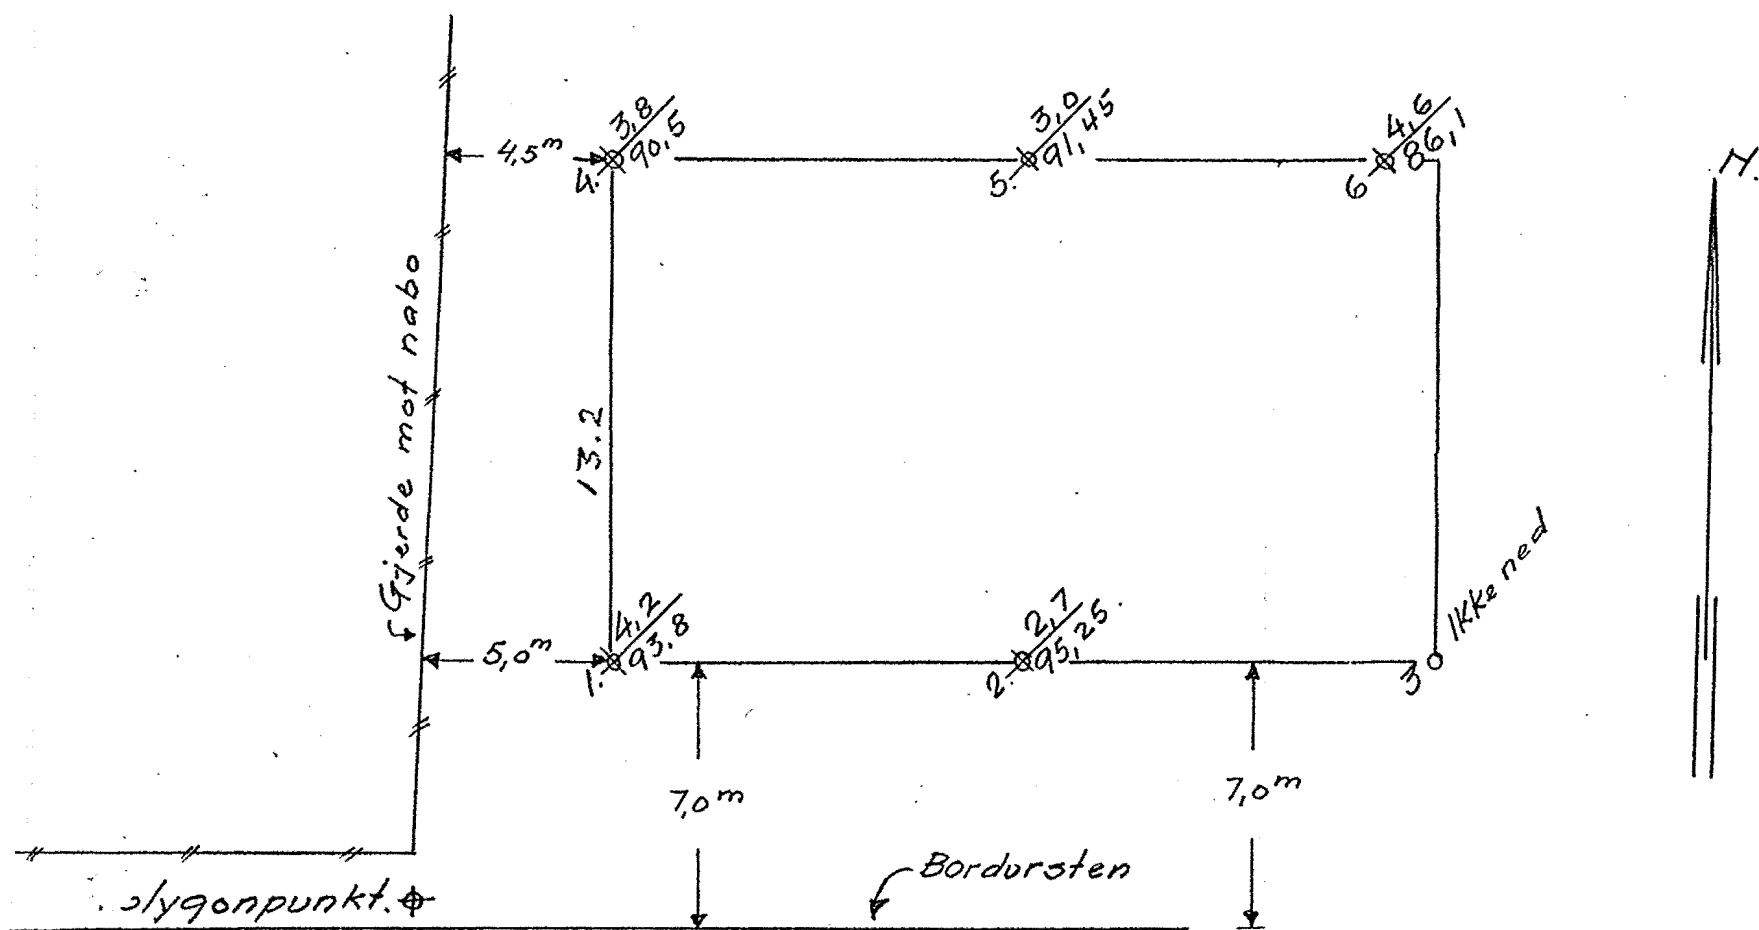 3,8
90,5
4.
4,5m
3,0
91,45
5.
4,6
86,1
6
N.
Gjerde mot nabo
13.2
Ikke ned
5,0m
4,2
93,8
1.
2,7
95,25
2.
3
7,0m
7,0m
Bordursten
olygonpunkt.